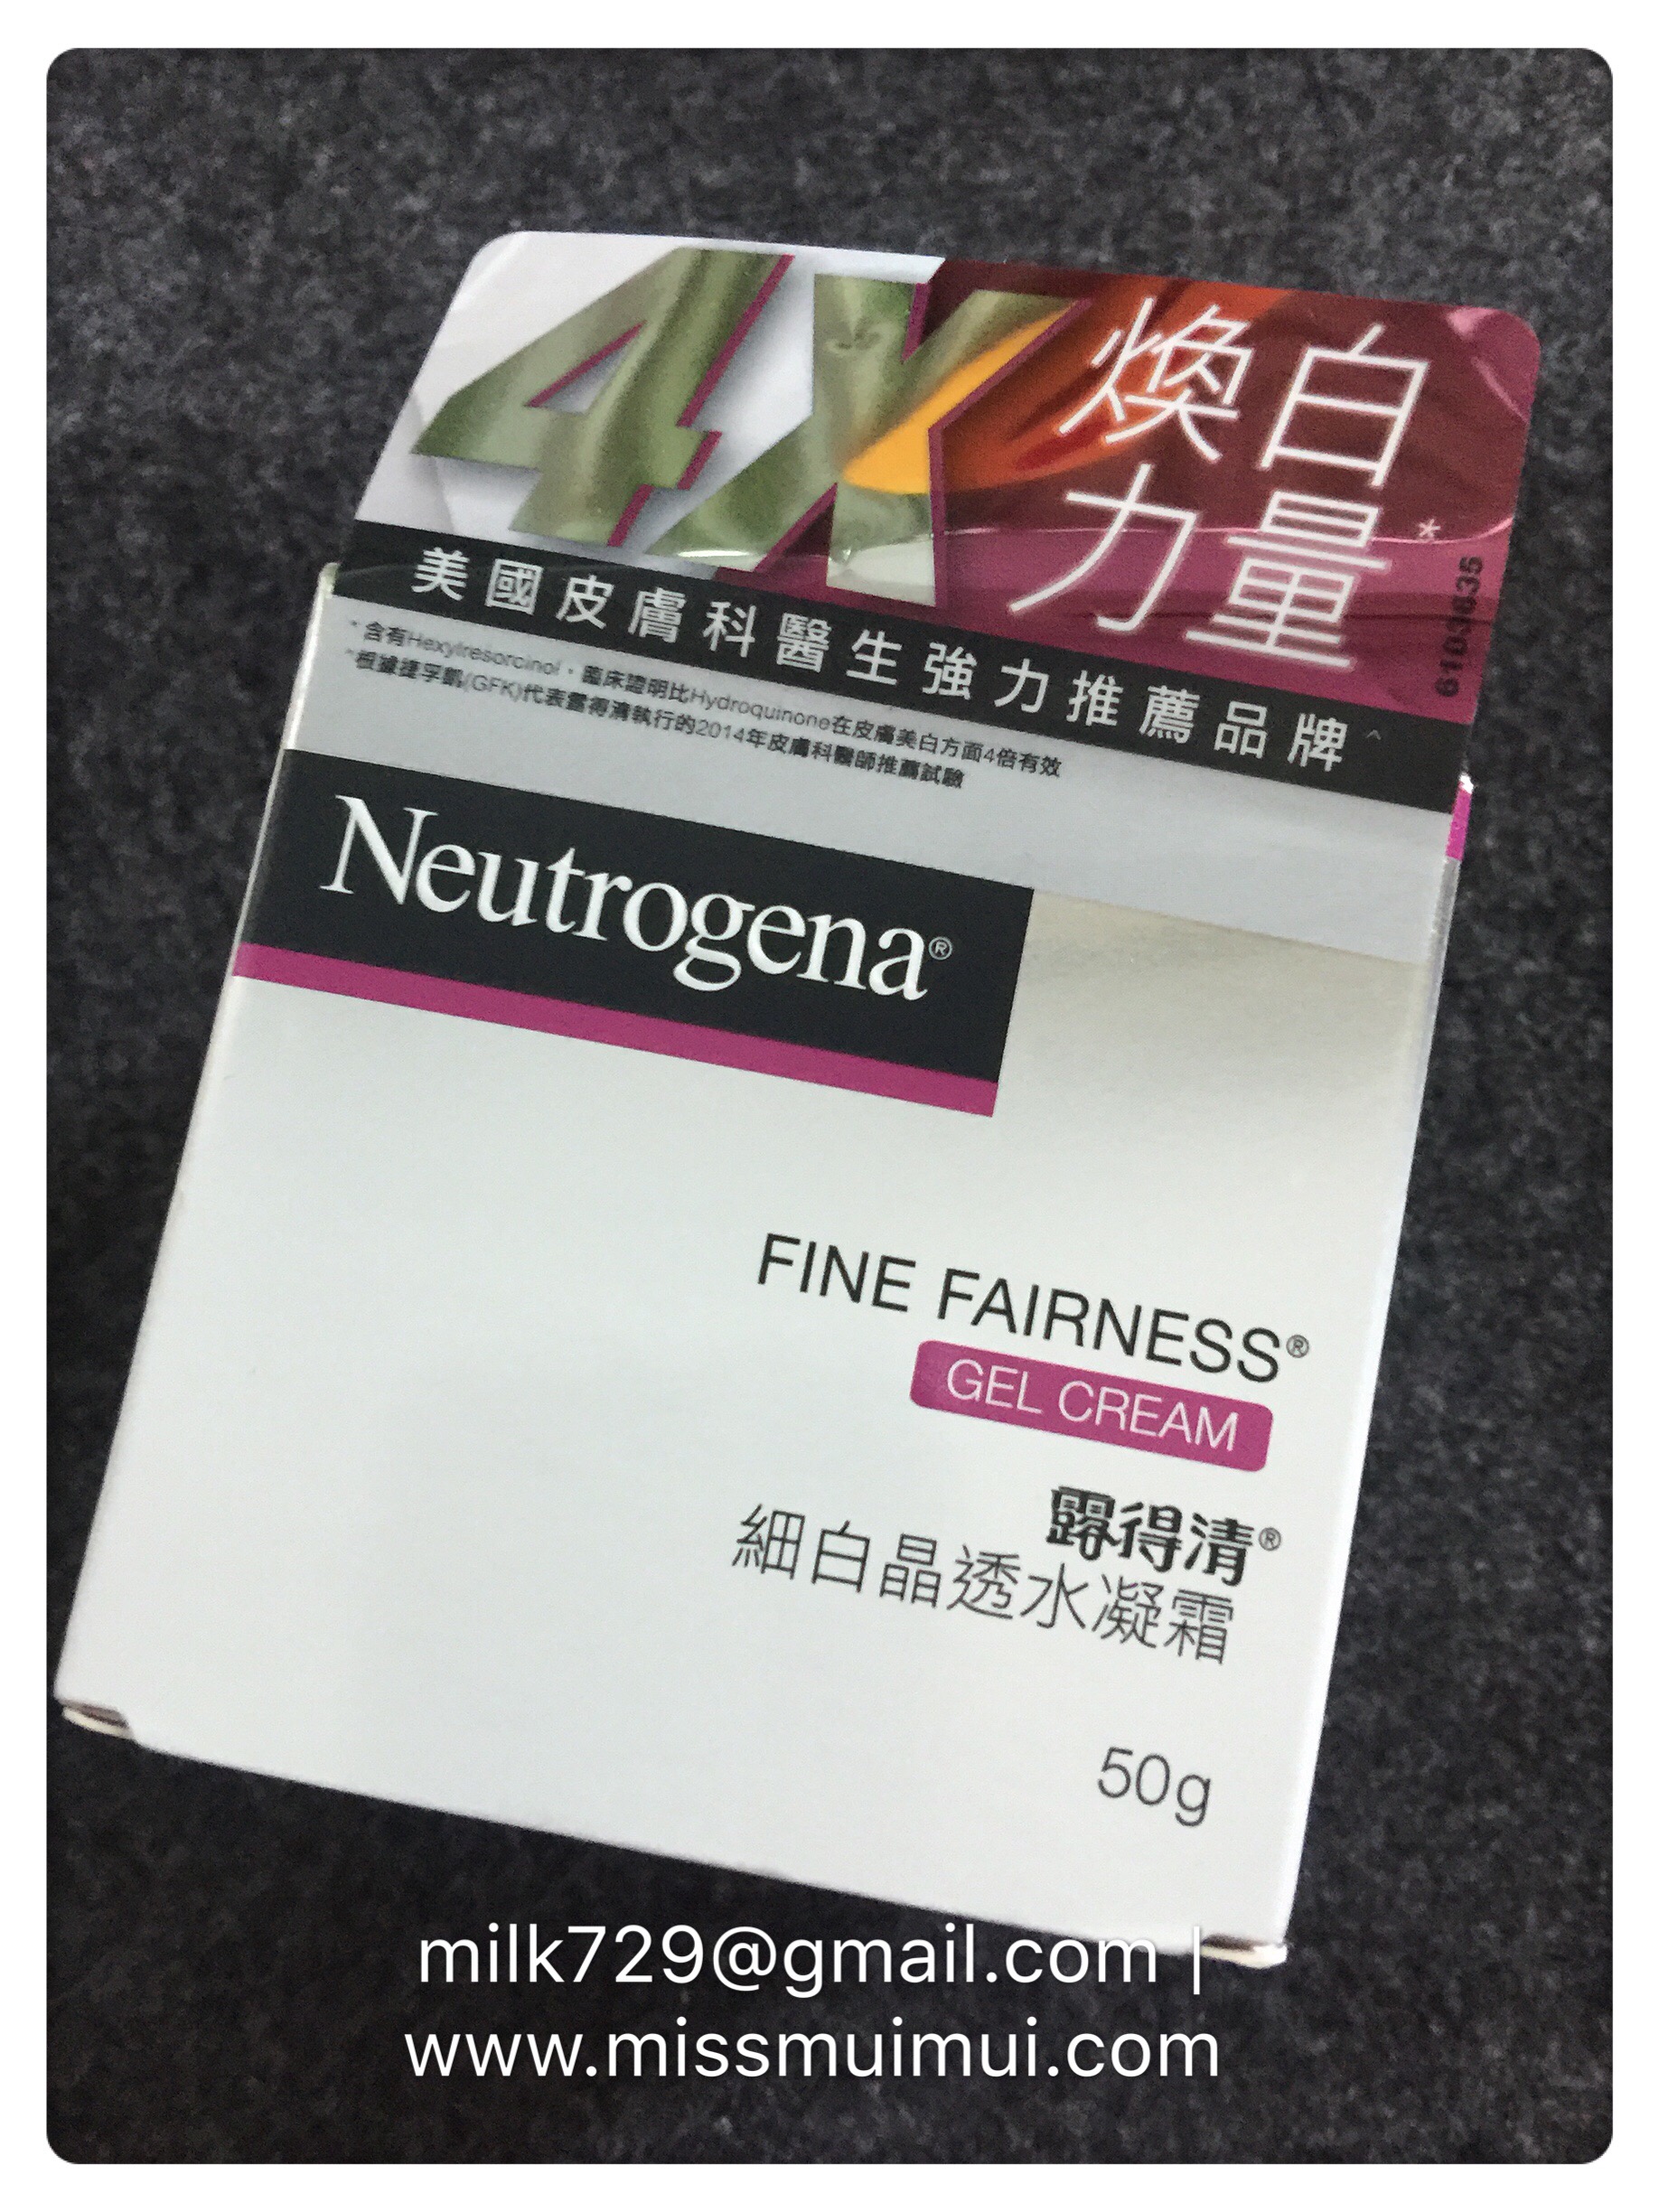 4X
煥白
力量*
61033635
美國皮膚科醫生強力推薦品牌^
*含有Hexylresorcinol，臨床證明比Hydroquinone在皮膚美白方面4倍有效
^根據捷孚凱(GFK)代表露得清執行的2014年皮膚科醫師推薦試驗
Neutrogena®
FINE FAIRNESS®
GEL CREAM
露得清®
細白晶透水凝霜
50g
milk729@gmail.com |
www.missmuimui.com